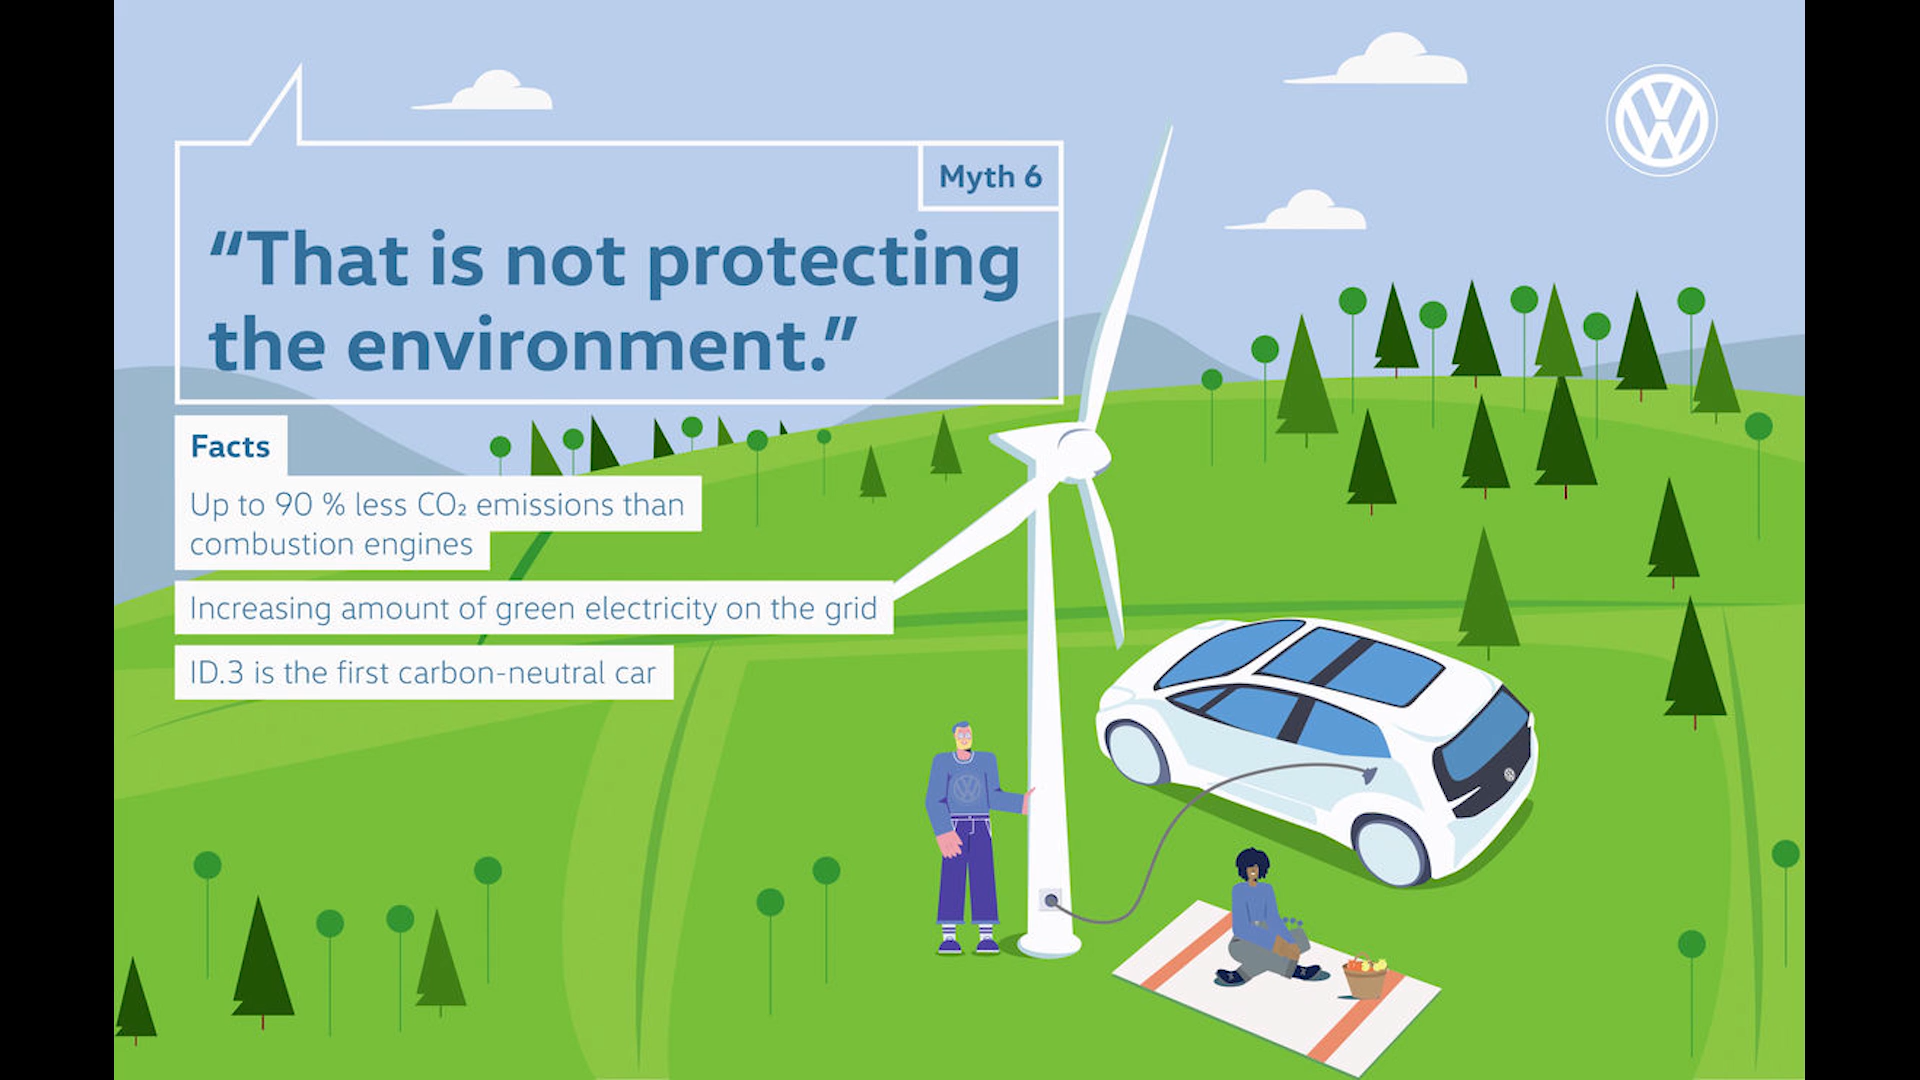 Myth 6
“That is not protecting
the environment.”
Facts
Up to 90 % less CO₂ emissions than
combustion engines
Increasing amount of green electricity on the grid
ID.3 is the first carbon-neutral car